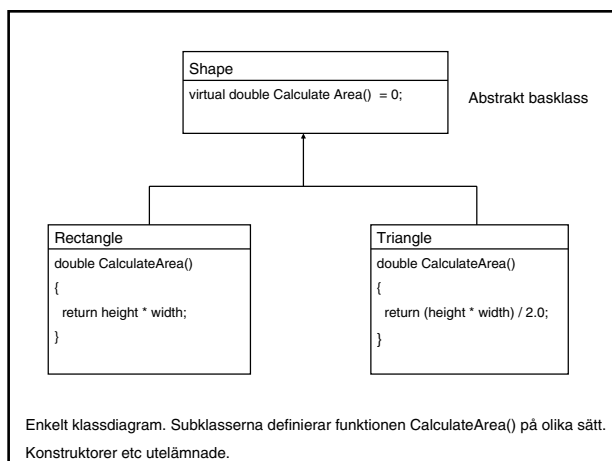 Shape
virtual double Calculate Area()  = 0;
Abstrakt basklass
Rectangle
double CalculateArea()
{
return height * width;
}
Triangle
double CalculateArea()
{
return (height * width) / 2.0;
}
Enkelt klassdiagram. Subklasserna definierar funktionen CalculateArea() på olika sätt.
Konstruktorer etc utelämnade.